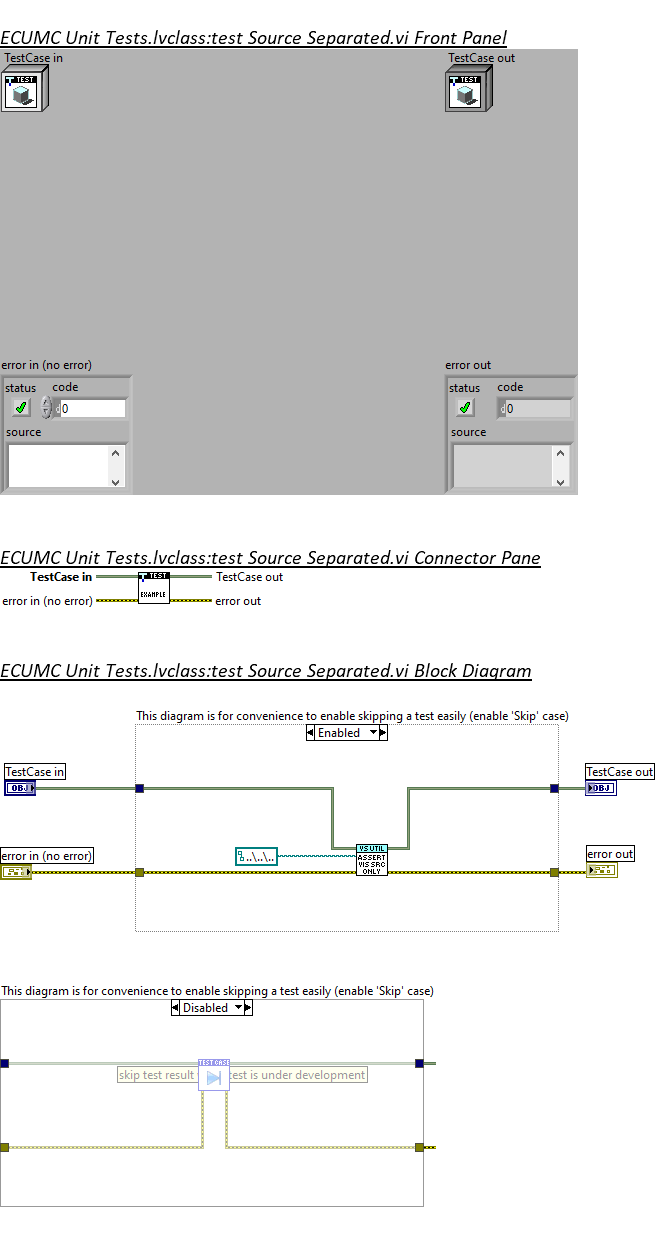 ECUMC Unit Tests.lvclass:test Source Separated.vi Front Panel
TestCase in
TestCase out
TEST
TEST
error in (no error)
error out
status code
status code
d 0
d 0
source
source
ECUMC Unit Tests.lvclass:test Source Separated.vi Connector Pane
TestCase in
TEST
TestCase out
error in (no error)
EXAMPLE
error out
ECUMC Unit Tests.lvclass:test Source Separated.vi Block Diagram
This diagram is for convenience to enable skipping a test easily (enable 'Skip' case)
Enabled
TestCase in
TestCase out
OBJ
OBJ
error in (no error)
..\..\..
VS UTIL
ASSERT
VIS SRC
ONLY
error out
This diagram is for convenience to enable skipping a test easily (enable 'Skip' case)
Disabled
TEST CASE
skip test result test is under development